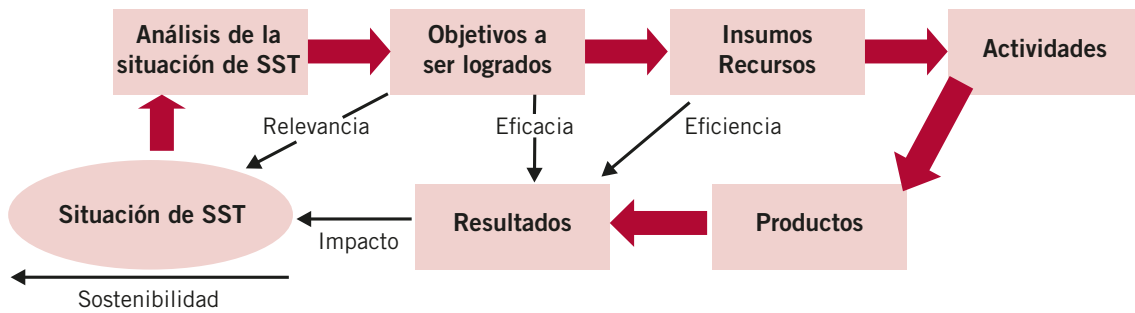 Análisis de la
situación de SST
Objetivos a
ser logrados
Insumos
Recursos
Actividades
Relevancia
Eficacia
Eficiencia
Situación de SST
Impacto
Resultados
Productos
Sostenibilidad